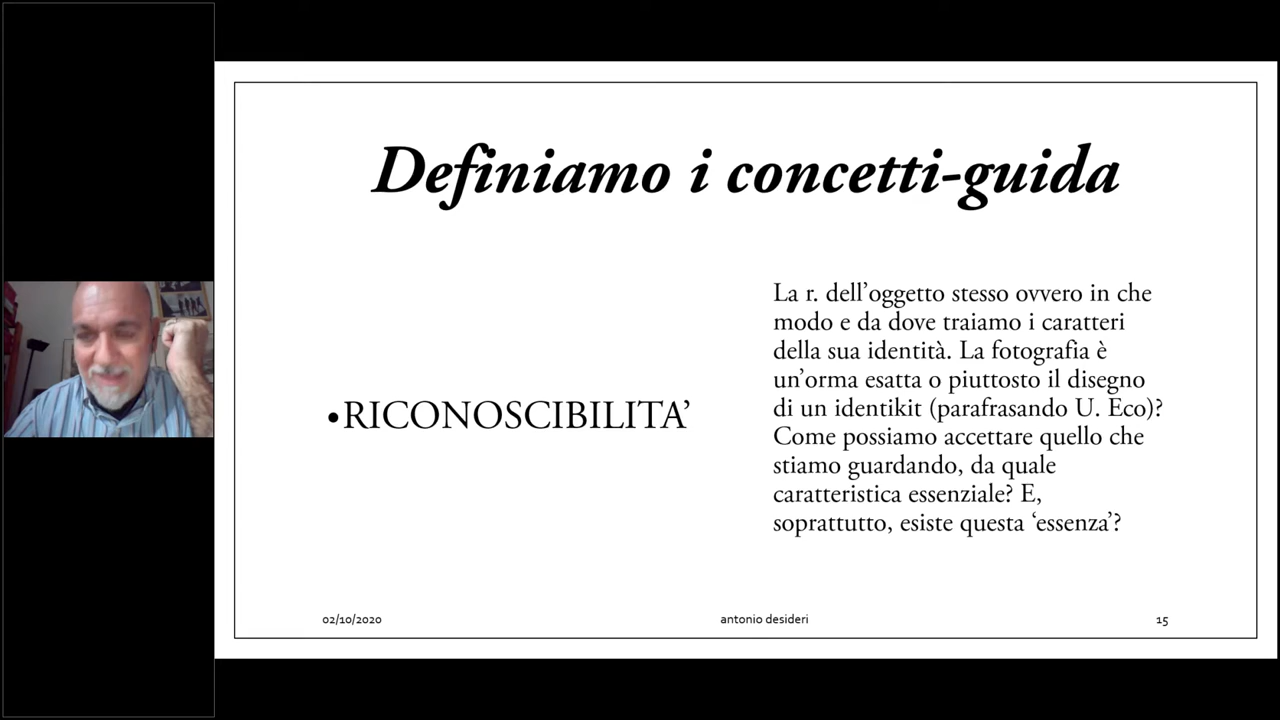 Definiamo i concetti-guida
•RICONOSCIBILITA’
La r. dell’oggetto stesso ovvero in che
modo e da dove traiamo i caratteri
della sua identità. La fotografia è
un’orma esatta o piuttosto il disegno
di un identikit (parafrasando U. Eco)?
Come possiamo accettare quello che
stiamo guardando, da quale
caratteristica essenziale? E,
soprattutto, esiste questa ‘essenza’?
02/10/2020
antonio desideri
15